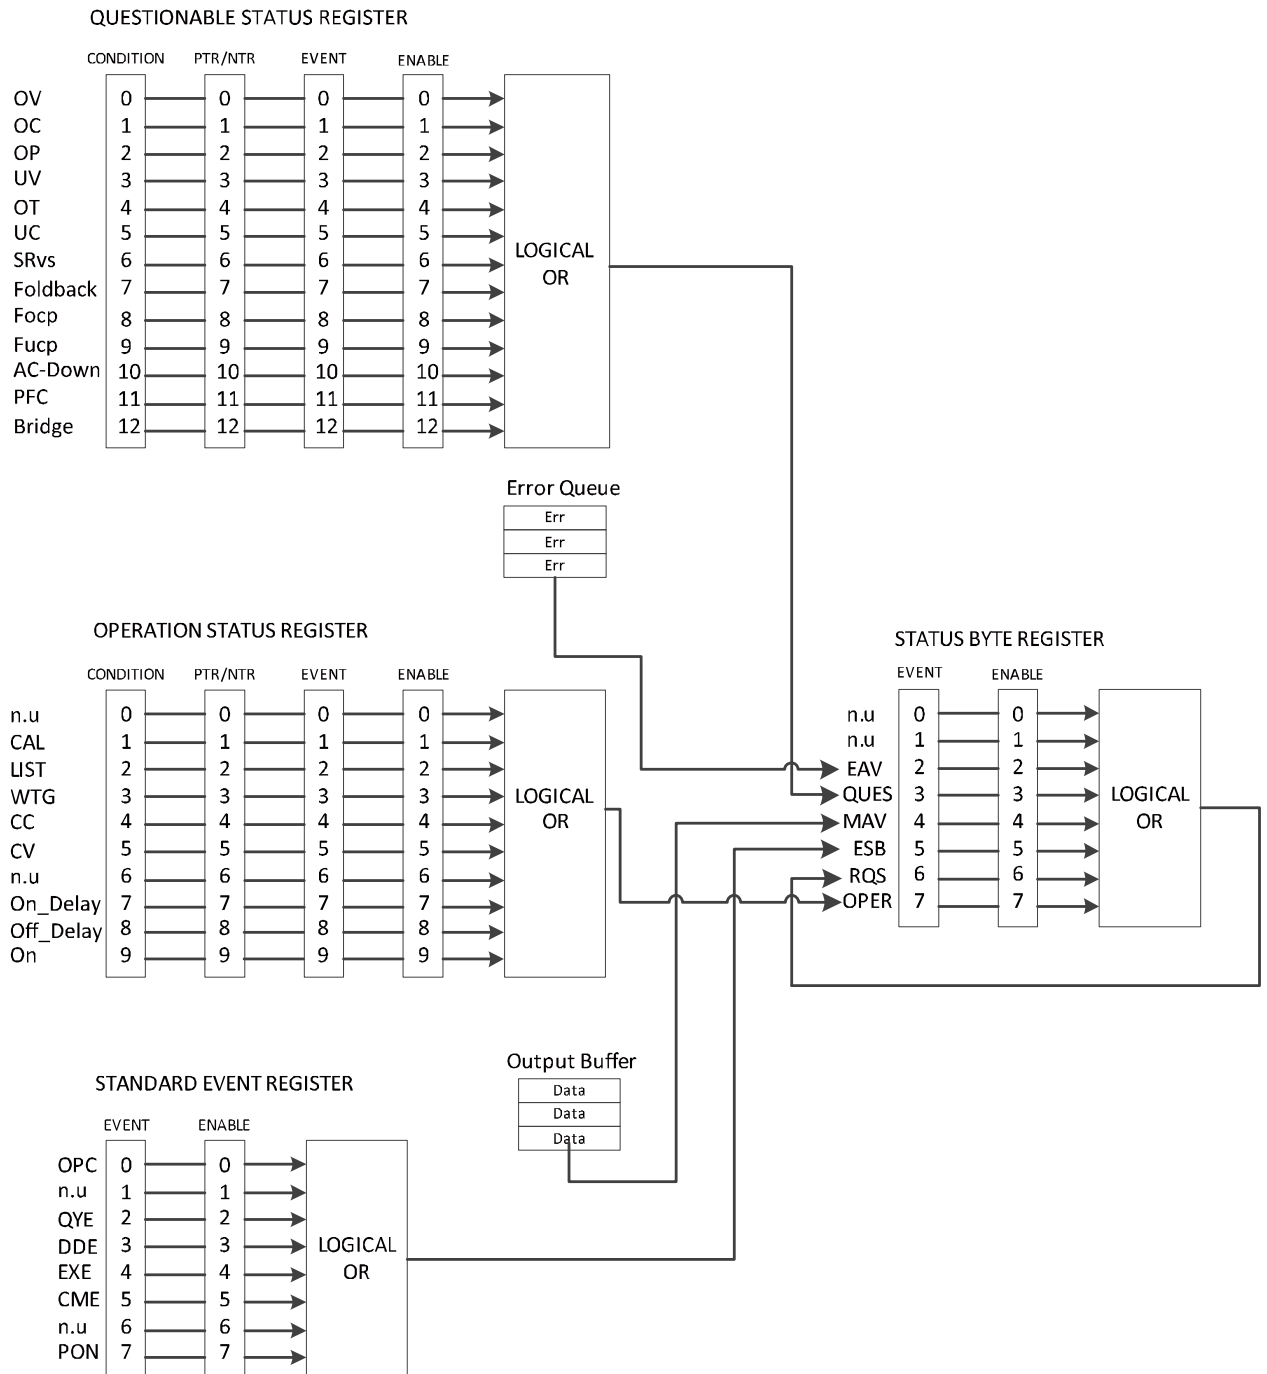 QUESTIONABLE STATUS REGISTER
CONDITION PTR/NTR EVENT ENABLE
OV 0 0 0 0
OC 1 1 1 1
OP 2 2 2 2
UV 3 3 3 3
OT 4 4 4 4
UC 5 5 5 5
SRvs 6 6 6 6
Foldback 7 7 7 7
Focp 8 8 8 8
Fucp 9 9 9 9
AC-Down 10 10 10 10
PFC 11 11 11 11
Bridge 12 12 12 12
LOGICAL
OR
Error Queue
Err
Err
Err
OPERATION STATUS REGISTER
CONDITION PTR/NTR EVENT ENABLE
n.u 0 0 0 0
CAL 1 1 1 1
LIST 2 2 2 2
WTG 3 3 3 3
CC 4 4 4 4
CV 5 5 5 5
n.u 6 6 6 6
On_Delay 7 7 7 7
Off_Delay 8 8 8 8
On 9 9 9 9
LOGICAL
OR
STATUS BYTE REGISTER
EVENT ENABLE
n.u 0 0
n.u 1 1
EAV 2 2
QUES 3 3
MAV 4 4
ESB 5 5
RQS 6 6
OPER 7 7
LOGICAL
OR
Output Buffer
Data
Data
Data
STANDARD EVENT REGISTER
EVENT ENABLE
OPC 0 0
n.u 1 1
QYE 2 2
DDE 3 3
EXE 4 4
CME 5 5
n.u 6 6
PON 7 7
LOGICAL
OR